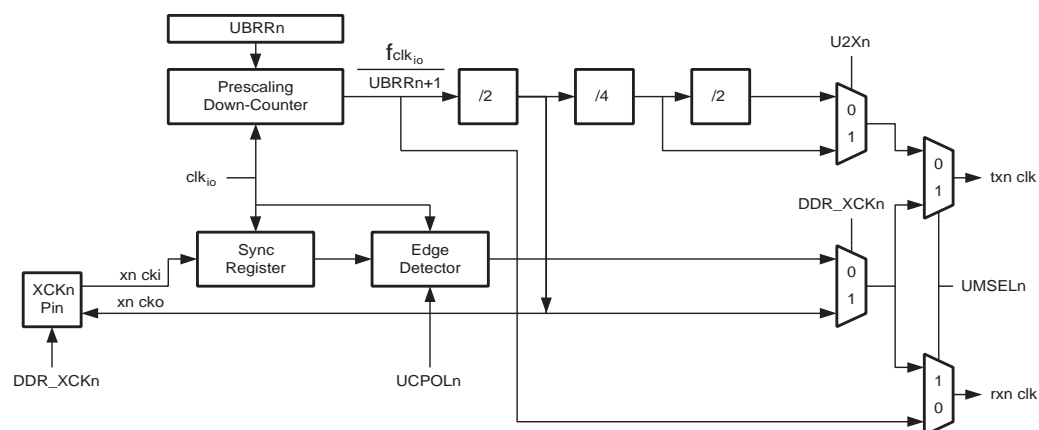 UBRRn
fclkio
UBRRn+1
U2Xn
Prescaling
Down-Counter
/2
/4
/2
0
1
clkio
0
1
txn clk
DDR_XCKn
Sync
Register
Edge
Detector
0
1
xn cki
XCKn
Pin
xn cko
UMSELn
DDR_XCKn
UCPOLn
1
0
rxn clk